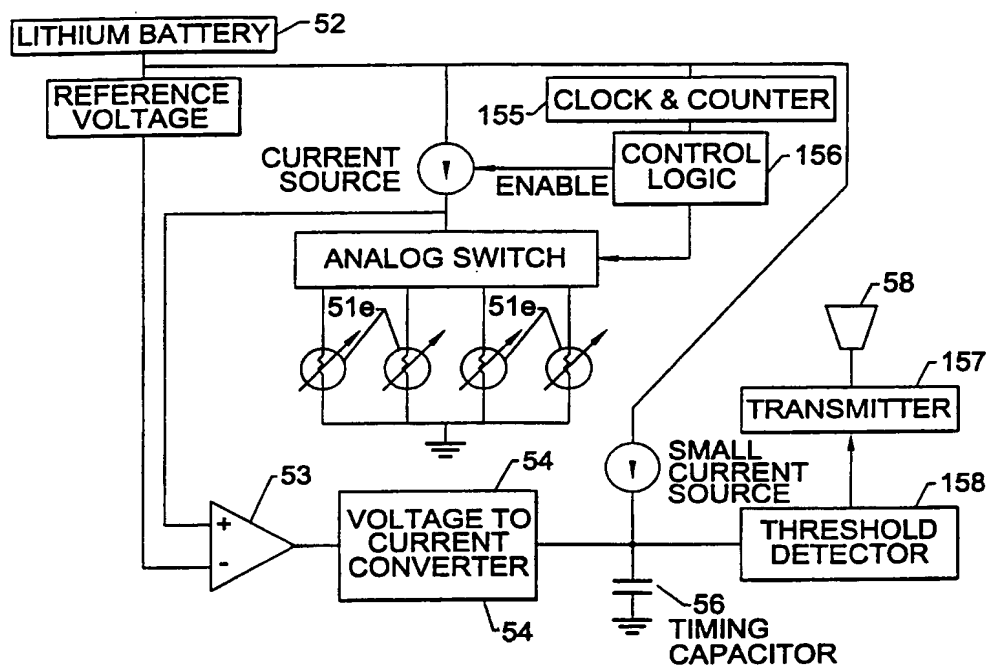 LITHIUM BATTERY
52
REFERENCE
VOLTAGE
CLOCK & COUNTER
155
CURRENT
SOURCE
ENABLE
CONTROL
LOGIC
156
ANALOG SWITCH
51e
51e
58
157
TRANSMITTER
SMALL
CURRENT
SOURCE
158
THRESHOLD
DETECTOR
53
+
-
54
VOLTAGE TO
CURRENT
CONVERTER
54
56
TIMING
CAPACITOR